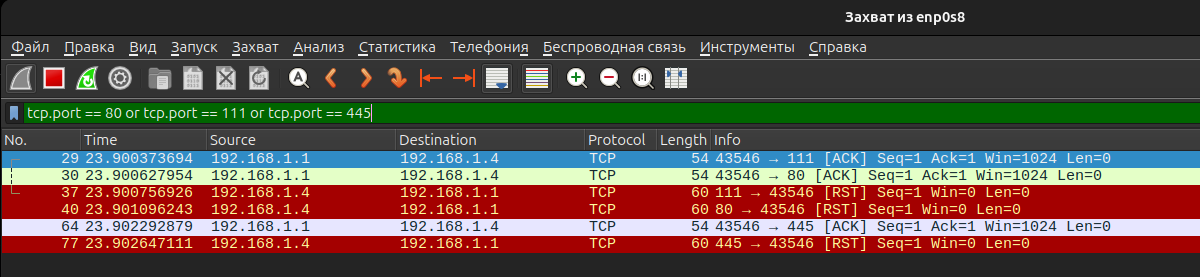 Захват из enp0s8
Файл Правка Вид Запуск Захват Анализ Статистика Телефония Беспроводная связь Инструменты Справка
tcp.port == 80 or tcp.port == 111 or tcp.port == 445
No. Time Source Destination Protocol Length Info
29 23.900373694 192.168.1.1 192.168.1.4 TCP 54 43546 → 111 [ACK] Seq=1 Ack=1 Win=1024 Len=0
30 23.900627954 192.168.1.1 192.168.1.4 TCP 54 43546 → 80 [ACK] Seq=1 Ack=1 Win=1024 Len=0
37 23.900756926 192.168.1.4 192.168.1.1 TCP 60 111 → 43546 [RST] Seq=1 Win=0 Len=0
40 23.901096243 192.168.1.4 192.168.1.1 TCP 60 80 → 43546 [RST] Seq=1 Win=0 Len=0
64 23.902292879 192.168.1.1 192.168.1.4 TCP 54 43546 → 445 [ACK] Seq=1 Ack=1 Win=1024 Len=0
77 23.902647111 192.168.1.4 192.168.1.1 TCP 60 445 → 43546 [RST] Seq=1 Win=0 Len=0